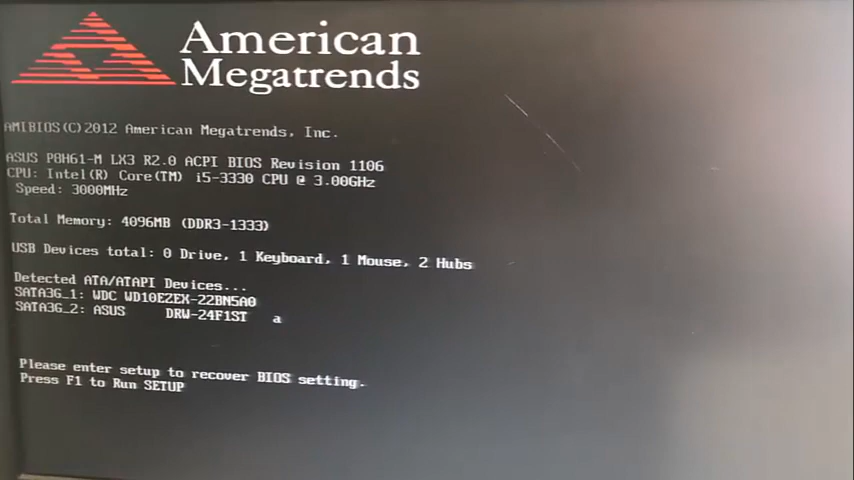 American
Megatrends
AMIBIOS(C)2012 American Megatrends, Inc.
ASUS P8H61-M LX3 R2.0 ACPI BIOS Revision 1106
CPU: Intel(R) Core(TM) i5-3330 CPU @ 3.00GHz
Speed: 3000MHz
Total Memory: 4096MB (DDR3-1333)
USB Devices total: 0 Drive, 1 Keyboard, 1 Mouse, 2 Hubs
Detected ATA/ATAPI Devices...
SATA3G_1: WDC WD10EZEX-22BN5A0
SATA3G_2: ASUS DRW-24F1ST a
Please enter setup to recover BIOS setting.
Press F1 to Run SETUP